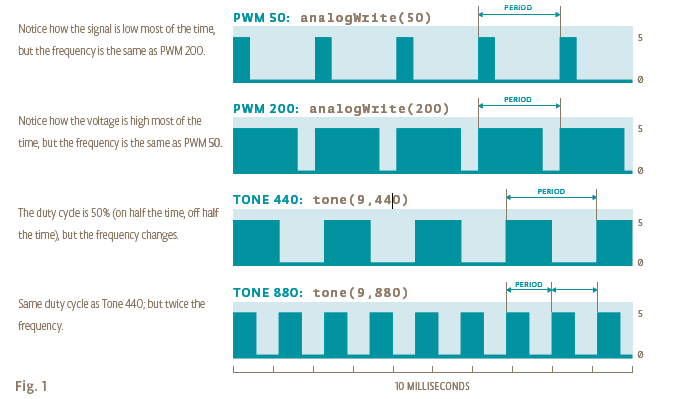 PERIOD
PWM 50: analogWrite(50)
Notice how the signal is low most of the time,
but the frequency is the same as PWM 200.
5
0
PERIOD
PWM 200: analogWrite(200)
Notice how the voltage is high most of the
time, but the frequency is the same as PWM 50.
5
0
PERIOD
TONE 440: tone(9,440)
The duty cycle is 50% (on half the time, off half
the time), but the frequency changes.
5
0
PERIOD
TONE 880: tone(9,880)
Same duty cycle as Tone 440; but twice the
frequency.
5
0
Fig. 1
10 MILLISECONDS